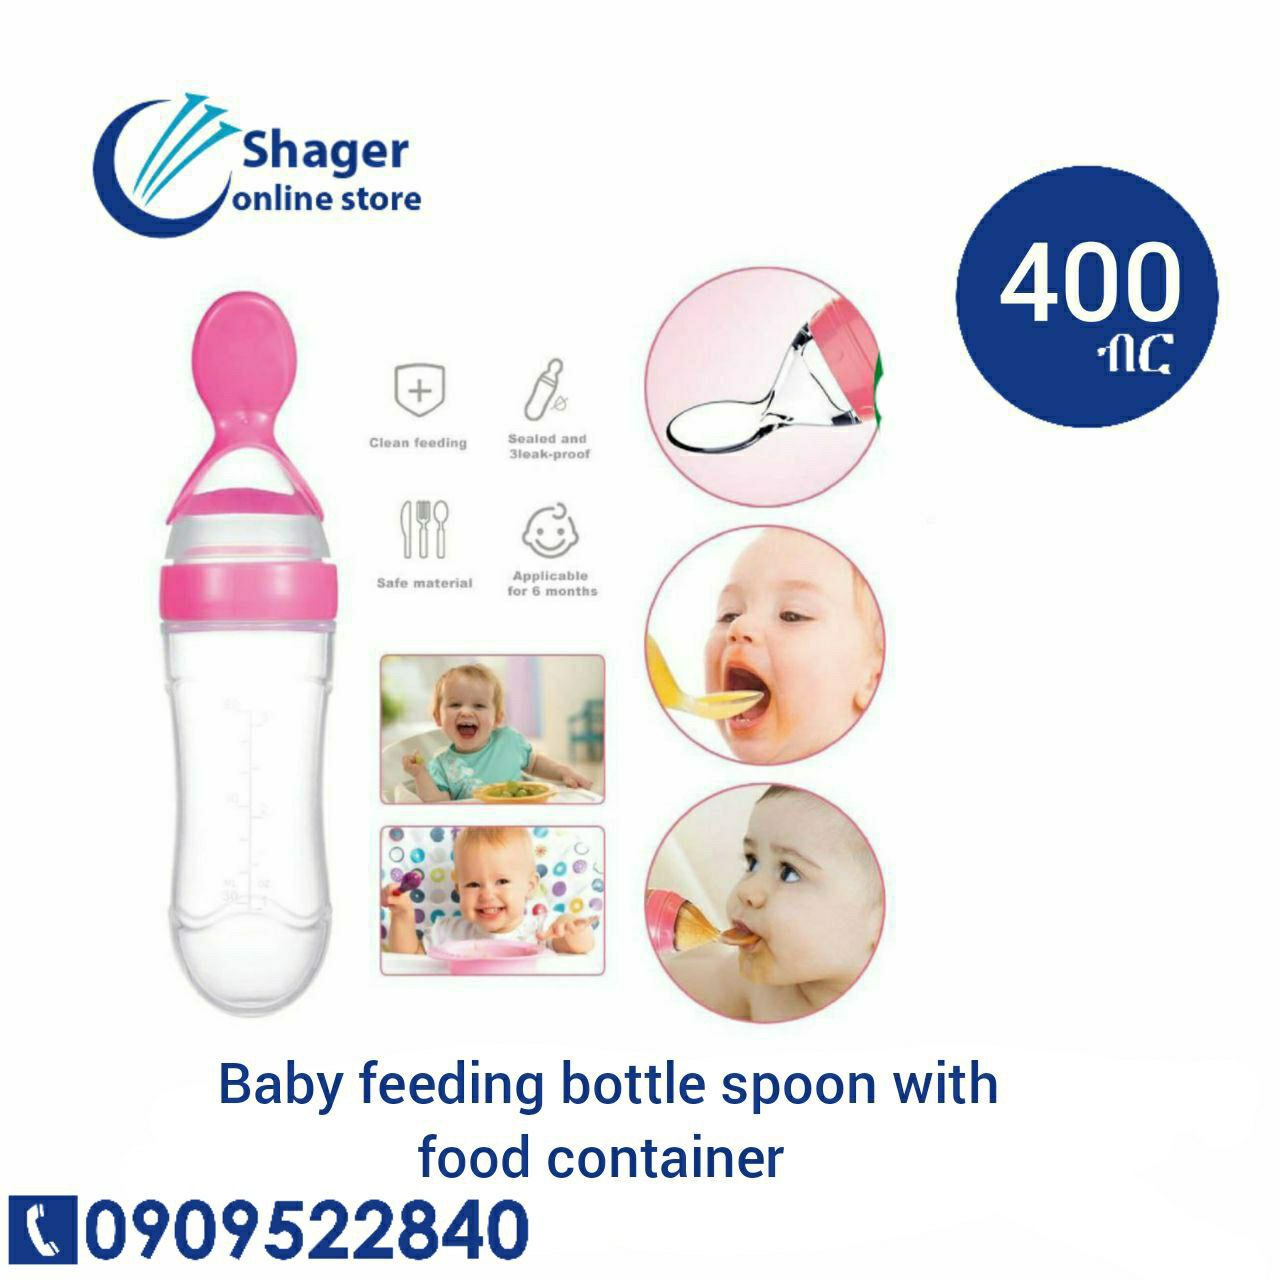 Shager
online store
400
ብር
Clean feeding
Sealed and
3leak-proof
Safe material
Applicable
for 6 months
Baby feeding bottle spoon with
food container
0909522840